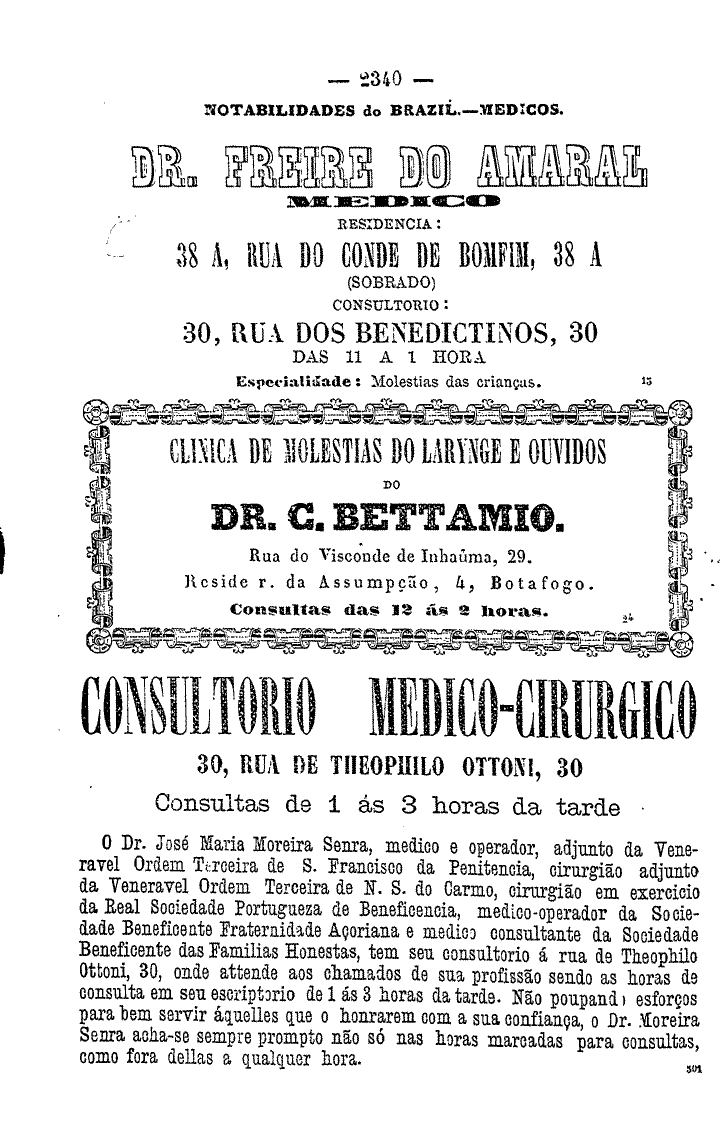 — 2340 —
NOTABILIDADES do BRAZIL.—MEDICOS.
DR. FREIRE DO AMARAL
MEDICO
RESIDENCIA:
38 A, RUA DO CONDE DE BOMFIM, 38 A
(SOBRADO)
CONSULTORIO:
30, RUA DOS BENEDICTINOS, 30
DAS 11 A 1 HORA
Especialidade: Molestias das crianças. 15
CLINICA DE MOLESTIAS DO LARYNGE E OUVIDOS
DO
DR. C. BETTAMIO.
Rua do Visconde de Inhaúma, 29.
Reside r. da Assumpção, 4, Botafogo.
Consultas das 12 ás 2 horas. 24
CONSULTORIO MEDICO-CIRURGICO
30, RUA DE THEOPHILO OTTONI, 30
Consultas de 1 ás 3 horas da tarde
O Dr. José Maria Moreira Senra, medico e operador, adjunto da Vene-
ravel Ordem Terceira de S. Francisco da Penitencia, cirurgião adjunto
da Veneravel Ordem Terceira de N. S. do Carmo, cirurgião em exercicio
da Real Sociedade Portugueza de Beneficencia, medico-operador da Socie-
dade Beneficente Fraternidade Açoriana e medico consultante da Sociedade
Beneficente das Familias Honestas, tem seu consultorio á rua de Theophilo
Ottoni, 30, onde attende aos chamados de sua profissão sendo as horas de
consulta em seu escriptorio de 1 ás 3 horas da tarde. Não poupando esforços
para bem servir áquelles que o honrarem com a sua confiança, o Dr. Moreira
Senra acha-se sempre prompto não só nas horas marcadas para consultas,
como fora dellas a qualquer hora. 501